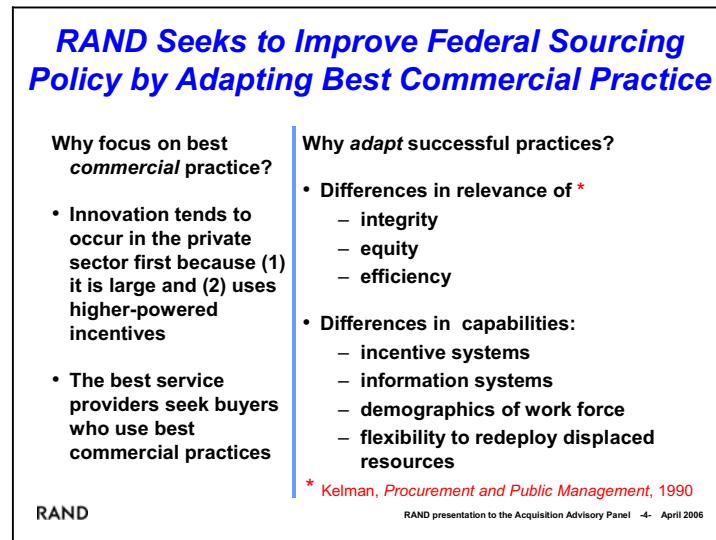 RAND Seeks to Improve Federal Sourcing
Policy by Adapting Best Commercial Practice
Why focus on best
commercial practice?
• Innovation tends to
occur in the private
sector first because (1)
it is large and (2) uses
higher-powered
incentives
• The best service
providers seek buyers
who use best
commercial practices
Why adapt successful practices?
• Differences in relevance of *
– integrity
– equity
– efficiency
• Differences in capabilities:
– incentive systems
– information systems
– demographics of work force
– flexibility to redeploy displaced
resources
* Kelman, Procurement and Public Management, 1990
RAND
RAND presentation to the Acquisition Advisory Panel -4- April 2006